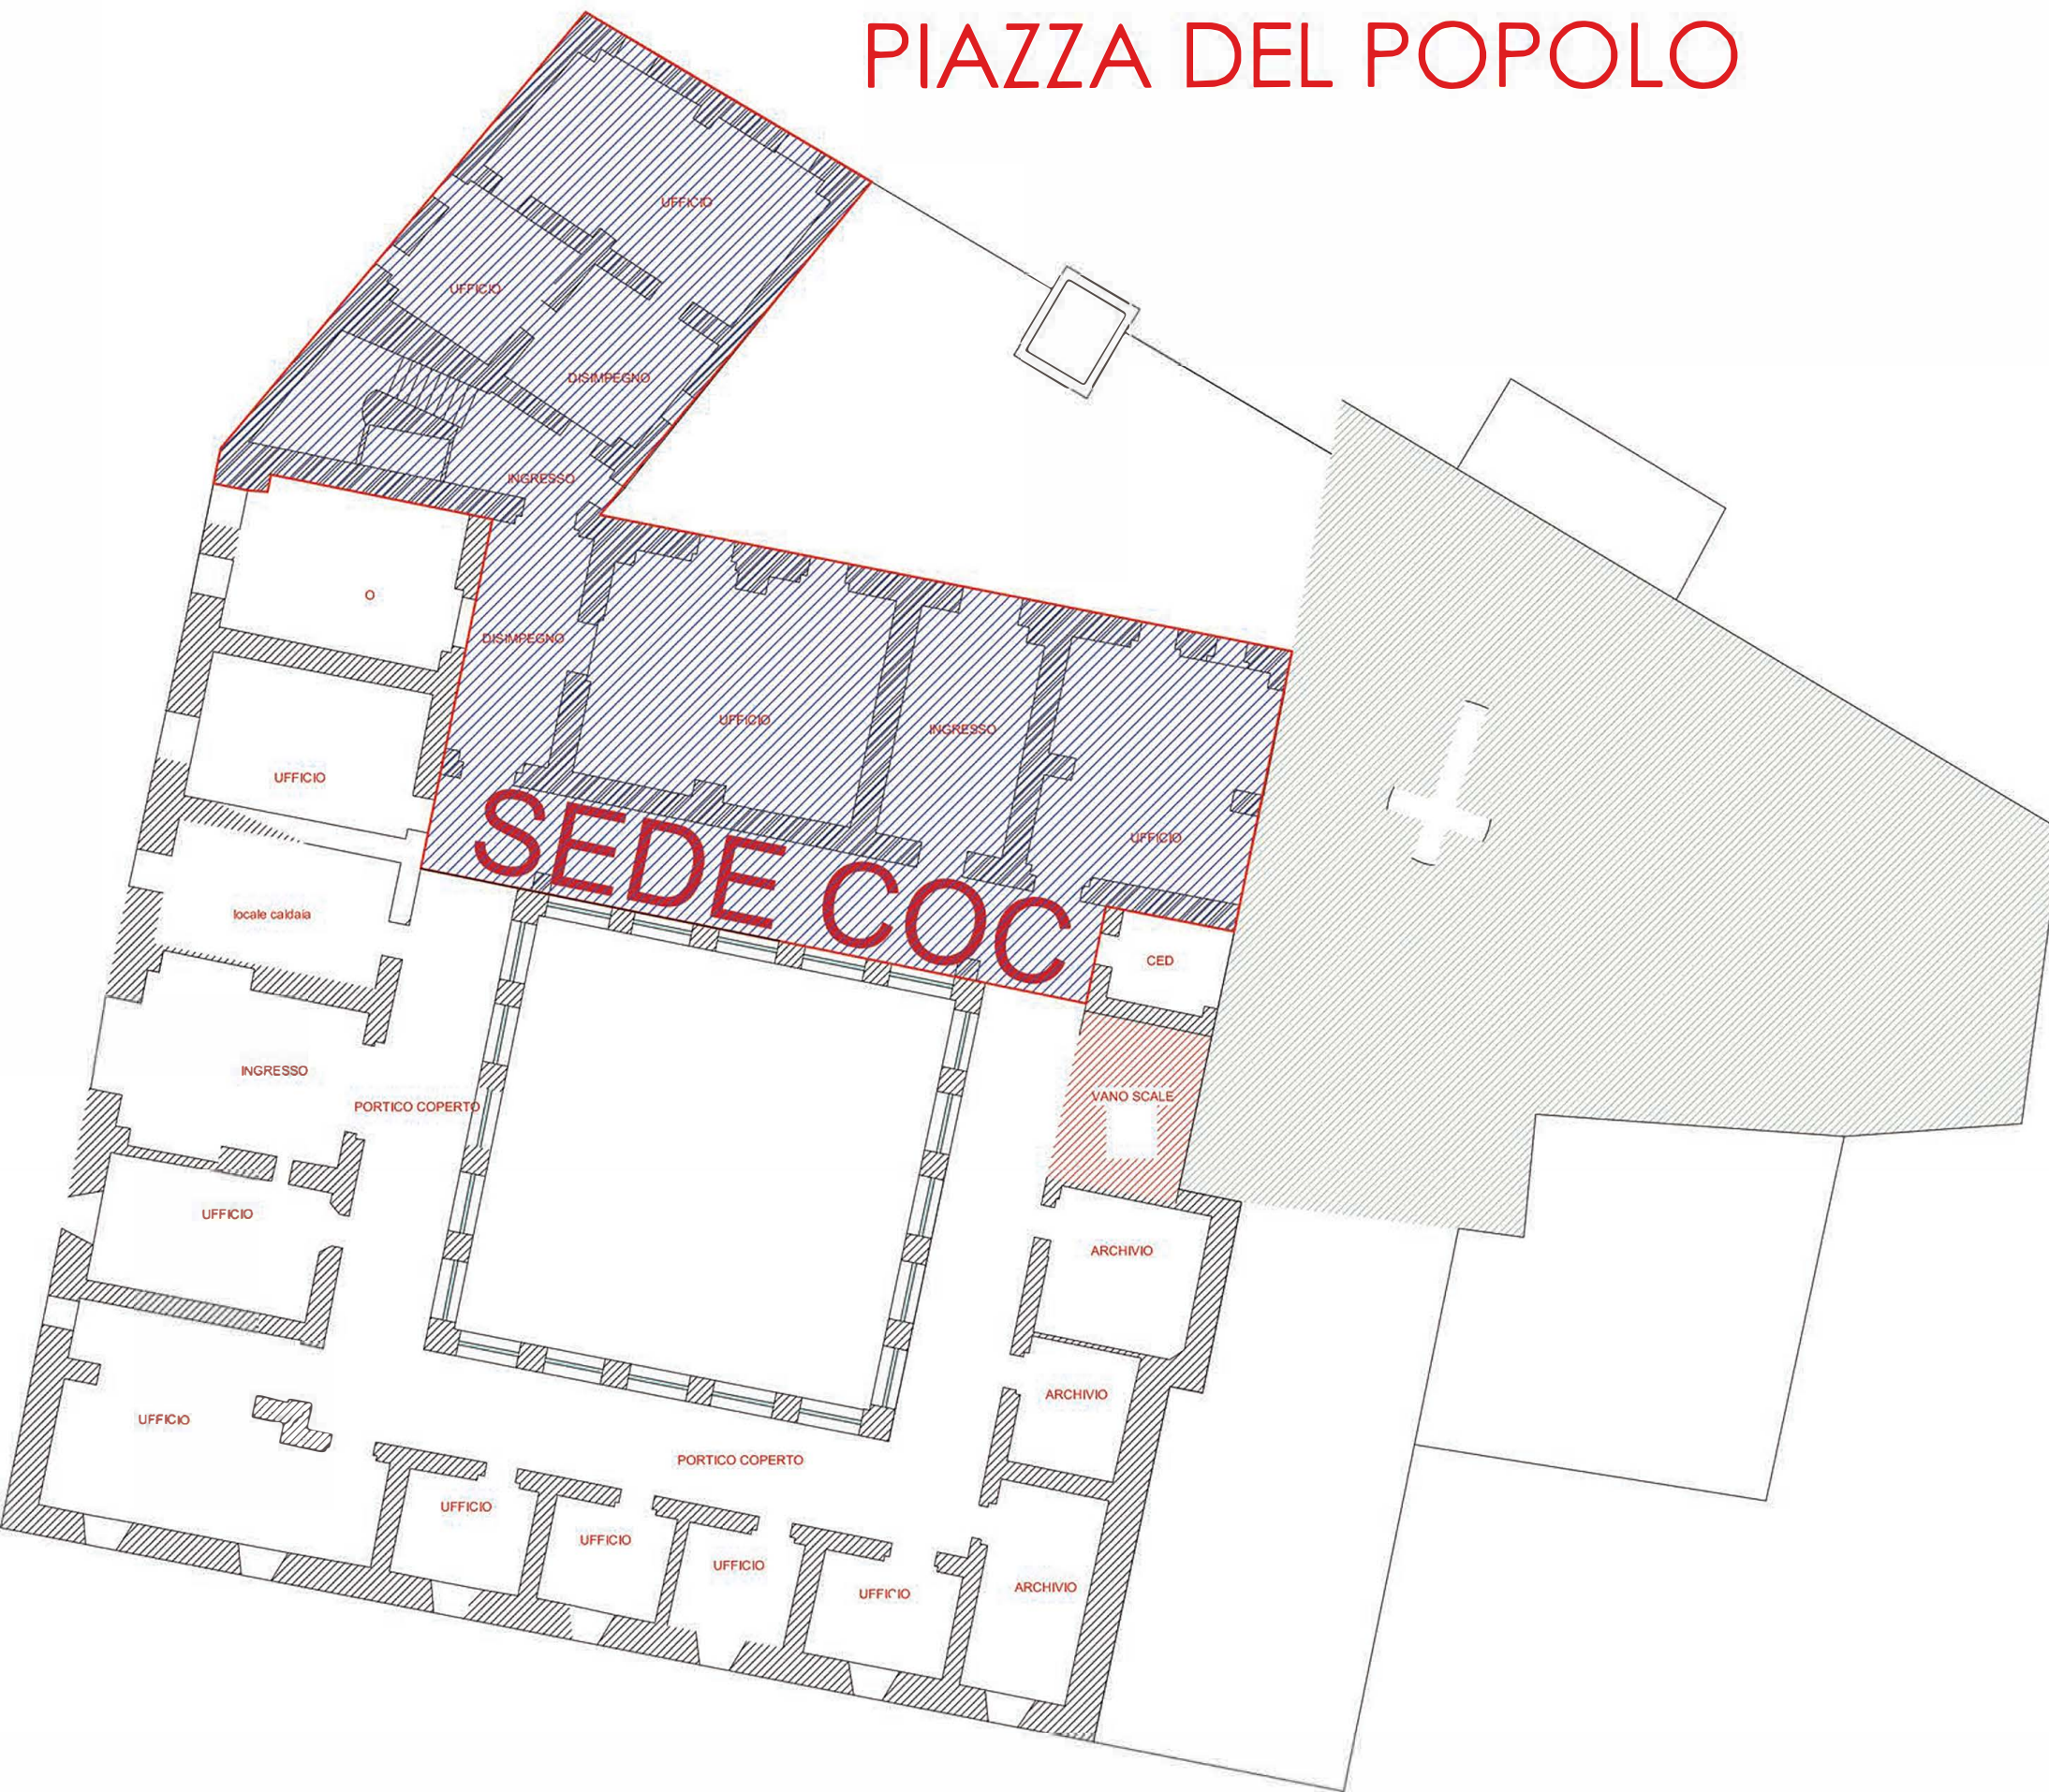 PIAZZA DEL POPOLO
UFFICIO
UFFICIO
DISIMPEGNO
INGRESSO
O
DISIMPEGNO
UFFICIO
INGRESSO
UFFICIO
UFFICIO
SEDE COC
locale caldaia
CED
INGRESSO
PORTICO COPERTO
VANO SCALE
UFFICIO
ARCHIVIO
ARCHIVIO
UFFICIO
PORTICO COPERTO
UFFICIO
UFFICIO
UFFICIO
UFFICIO
ARCHIVIO